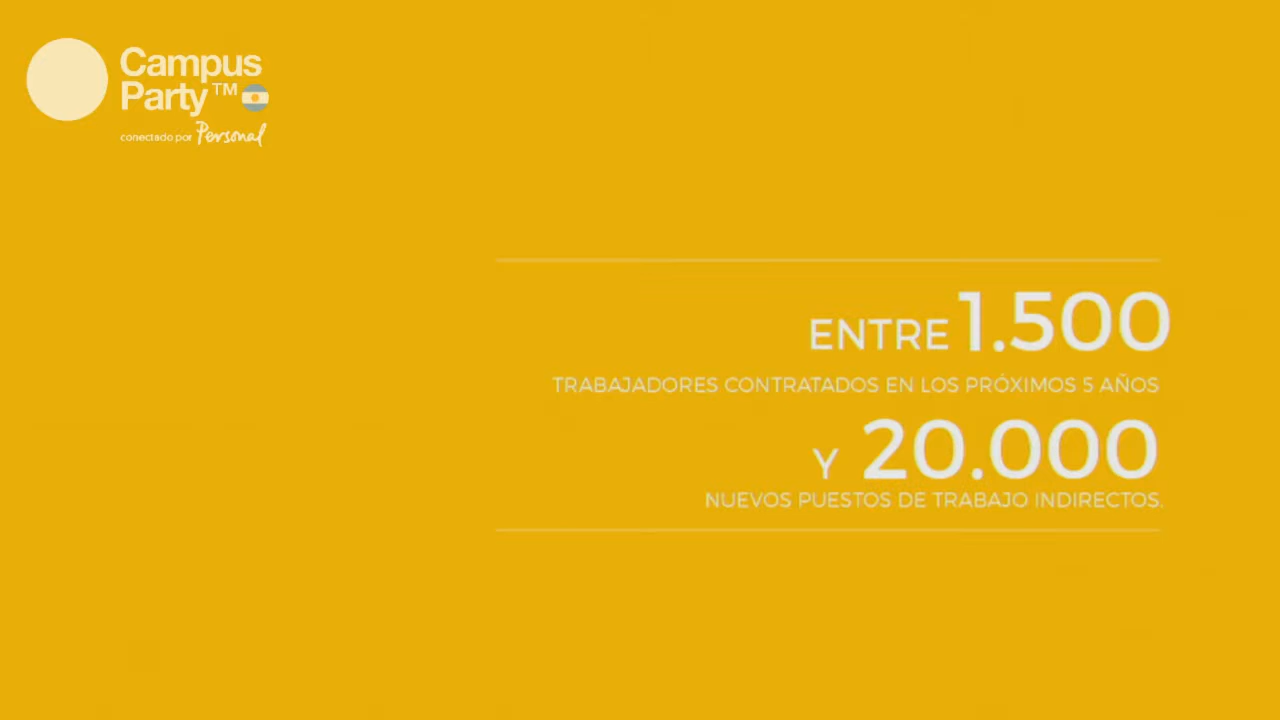 Campus
Party™
conectado por Personal
ENTRE 1.500
TRABAJADORES CONTRATADOS EN LOS PRÓXIMOS 5 AÑOS
Y 20.000
NUEVOS PUESTOS DE TRABAJO INDIRECTOS.